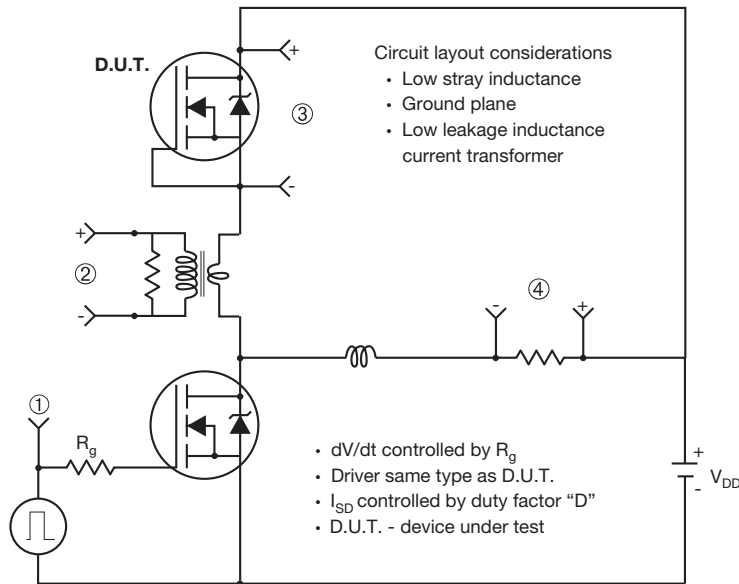 D.U.T.
+
Circuit layout considerations
• Low stray inductance
• Ground plane
• Low leakage inductance
current transformer
③
-
+
②
-
④
-
+
①
Rg
• dV/dt controlled by Rg
• Driver same type as D.U.T.
• ISD controlled by duty factor “D”
• D.U.T. - device under test
+
VDD
-